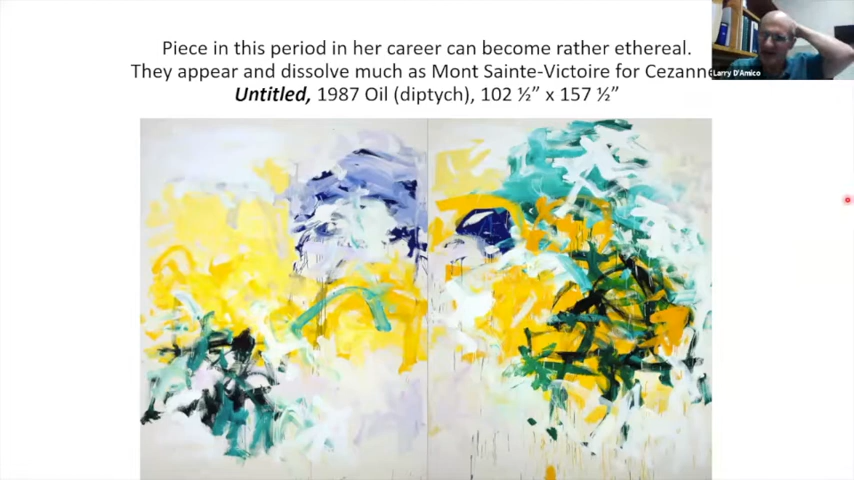 Piece in this period in her career can become rather ethereal.
They appear and dissolve much as Mont Sainte-Victoire for Cezanne
Untitled, 1987 Oil (diptych), 102 ½” x 157 ½”
Larry D'Amico